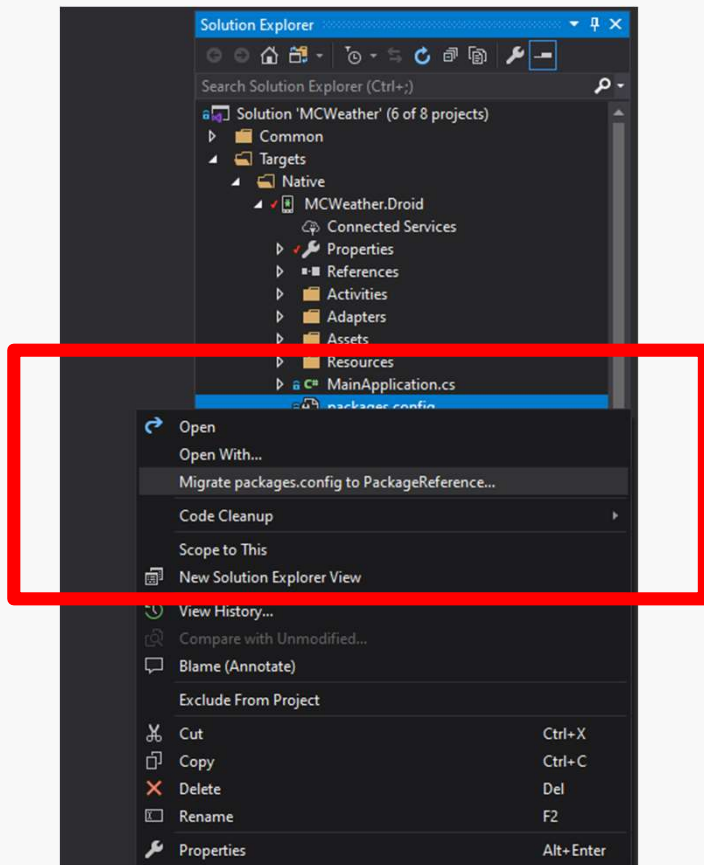 Solution Explorer
Search Solution Explorer (Ctrl+;)
Solution 'MCWeather' (6 of 8 projects)
Common
Targets
Native
MCWeather.Droid
Connected Services
Properties
References
Activities
Adapters
Assets
Resources
MainApplication.cs
packages.config
Open
Open With...
Migrate packages.config to PackageReference...
Code Cleanup
Scope to This
New Solution Explorer View
View History...
Compare with Unmodified...
Blame (Annotate)
Exclude From Project
Cut Ctrl+X
Copy Ctrl+C
Delete Del
Rename F2
Properties Alt+Enter